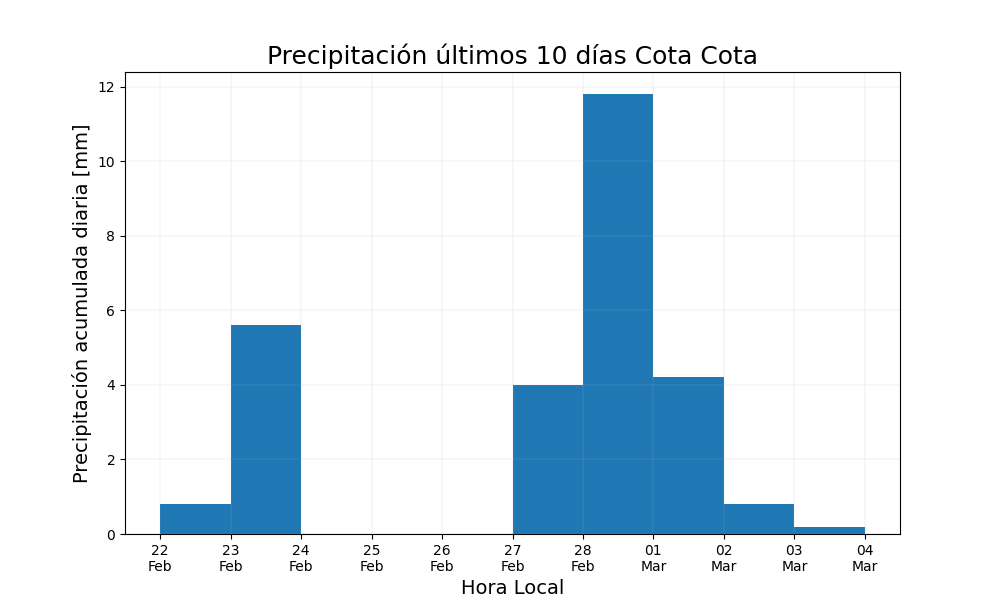 Precipitación últimos 10 días Cota Cota
Precipitación acumulada diaria [mm]
12
10
8
6
4
2
0
22 23 24 25 26 27 28 01 02 03 04
Feb Feb Feb Feb Feb Feb Feb Mar Mar Mar Mar
Hora Local